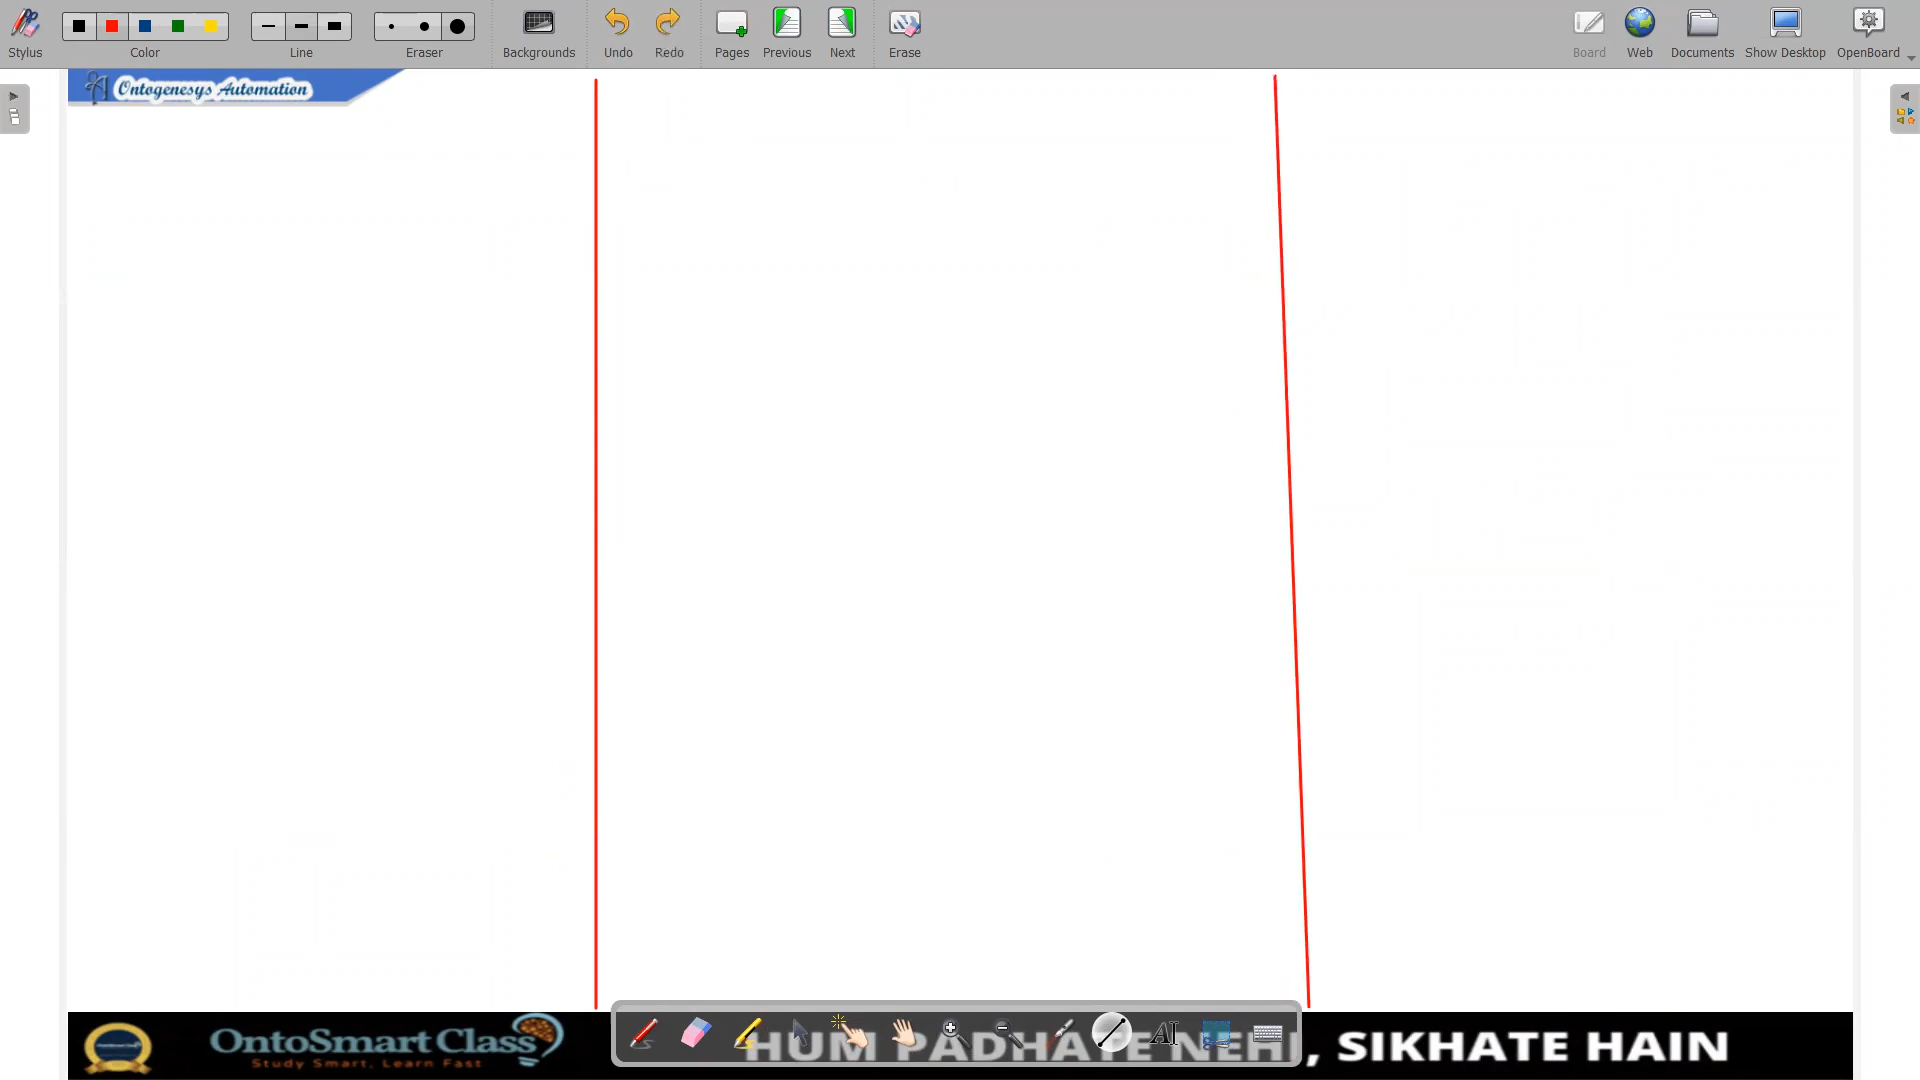 Stylus
Color
Line
Eraser
Backgrounds
Undo
Redo
Pages
Previous
Next
Erase
Board
Web
Documents
Show Desktop
OpenBoard
Ontogenesys Automation
OntoSmart Class
Study Smart, Learn Fast
HUM PADHATE NEHI, SIKHATE HAIN